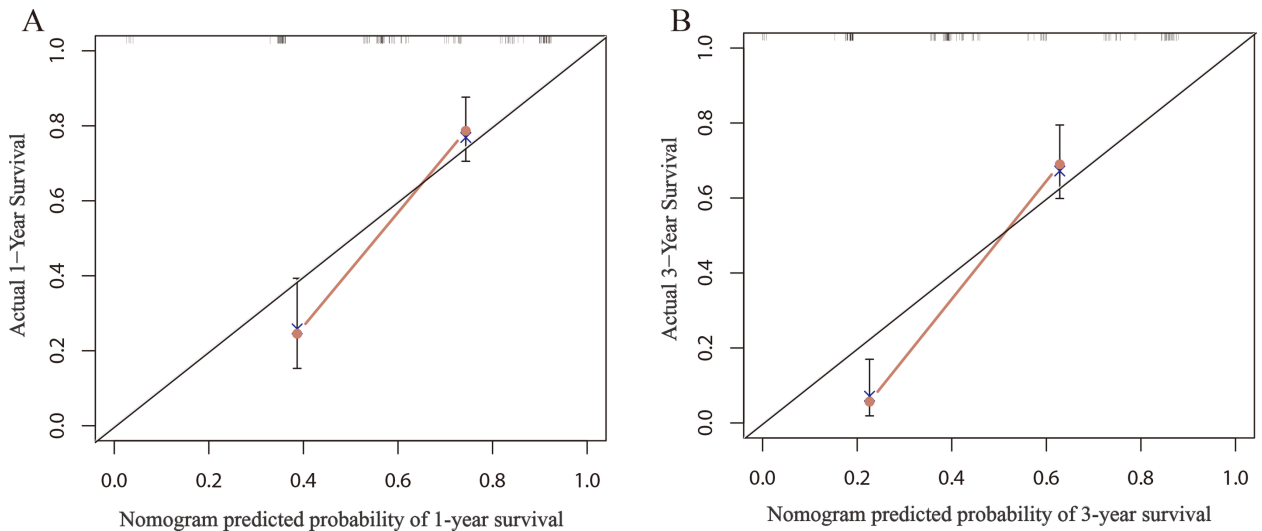 A
Actual 1−Year Survival
1.0
0.8
0.6
0.4
0.2
0.0
0.0 0.2 0.4 0.6 0.8 1.0
Nomogram predicted probability of 1-year survival
B
Actual 3−Year Survival
1.0
0.8
0.6
0.4
0.2
0.0
0.0 0.2 0.4 0.6 0.8 1.0
Nomogram predicted probability of 3-year survival